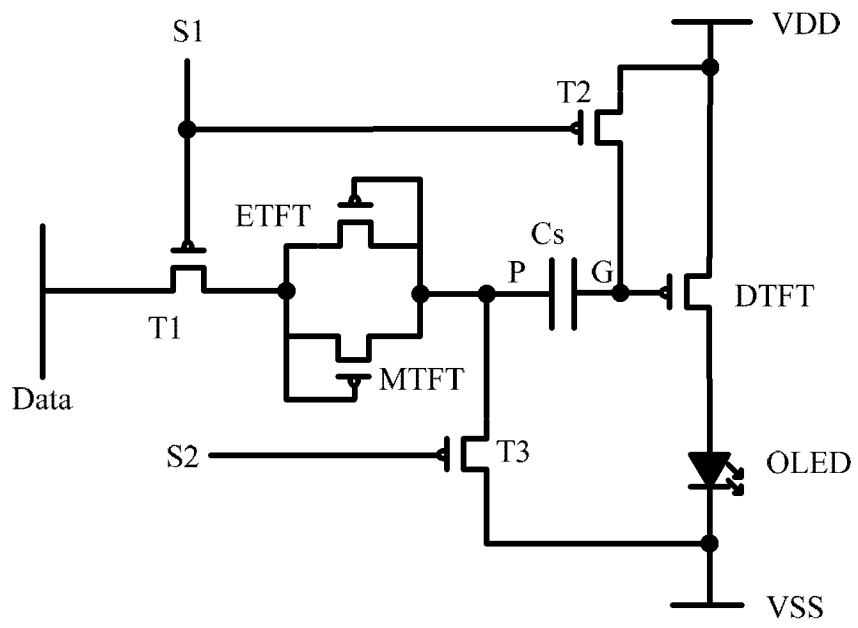 S1
VDD
T2
ETFT
Cs
P
G
DTFT
T1
MTFT
Data
S2
T3
OLED
VSS